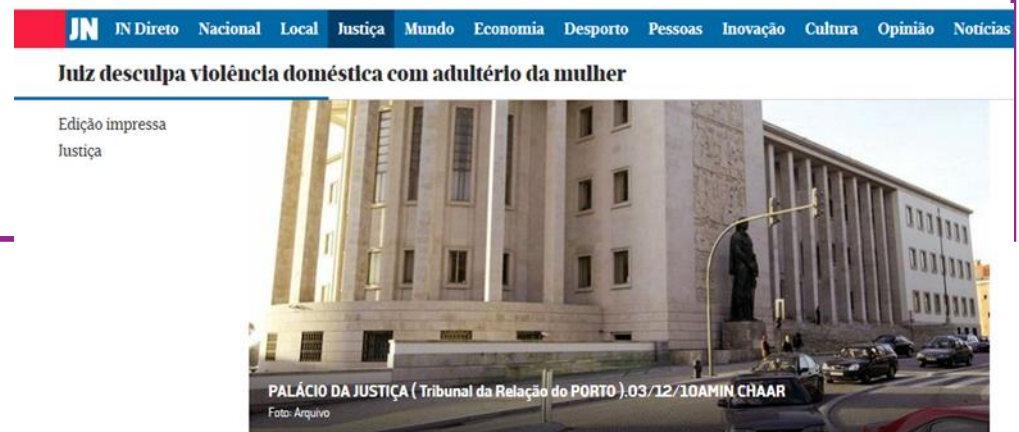 JN JN Direto Nacional Local Justiça Mundo Economia Desporto Pessoas Inovação Cultura Opinião Notícias
Juiz desculpa violência doméstica com adultério da mulher
Edição impressa
Justiça
PALÁCIO DA JUSTIÇA ( Tribunal da Relação do PORTO ).03/12/10AMIN CHAAR
Foto: Arquivo